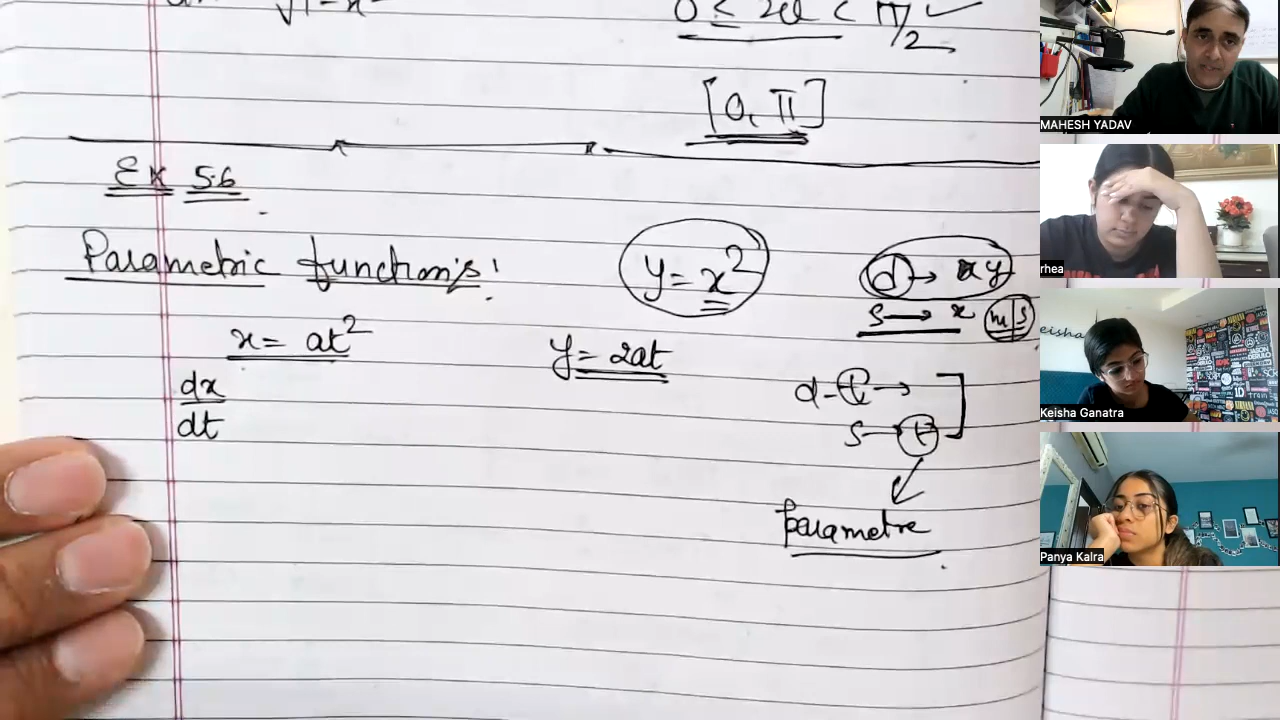 0 ≤ 2θ < π/2 ✓
[0, π]
Ex 5.6
Parametric functions:
y = x²
d → xy
s → x m/s
x = at²
y = 2at
dx/dt
d - t →
s - t
parametre
MAHESH YADAV
rhea
Keisha Ganatra
Panya Kalra